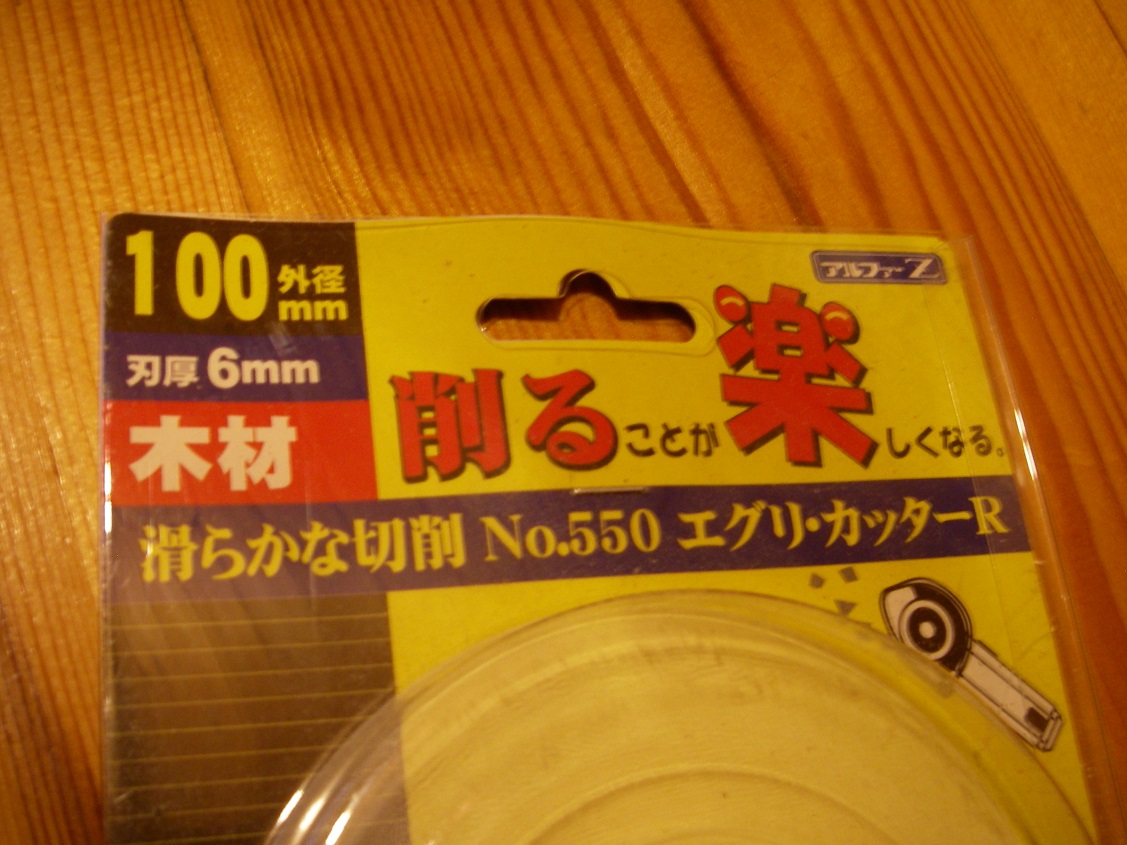 100 外径 mm
アルファーZ
刃厚 6mm
木材
削ることが楽しくなる。
滑らかな切削 No.550 エグリ・カッターR